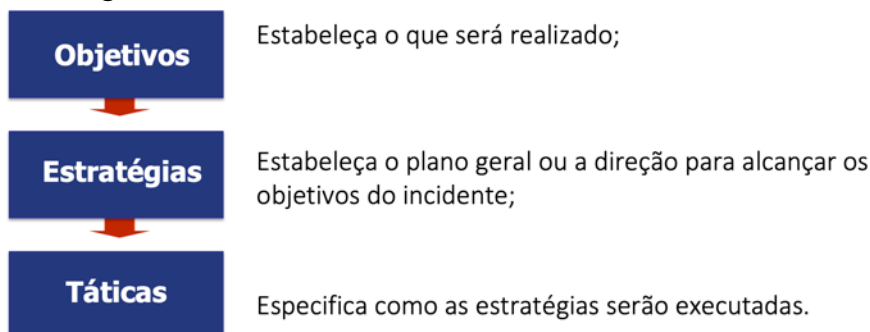 Objetivos
Estabeleça o que será realizado;
Estratégias
Estabeleça o plano geral ou a direção para alcançar os
objetivos do incidente;
Táticas
Especifica como as estratégias serão executadas.